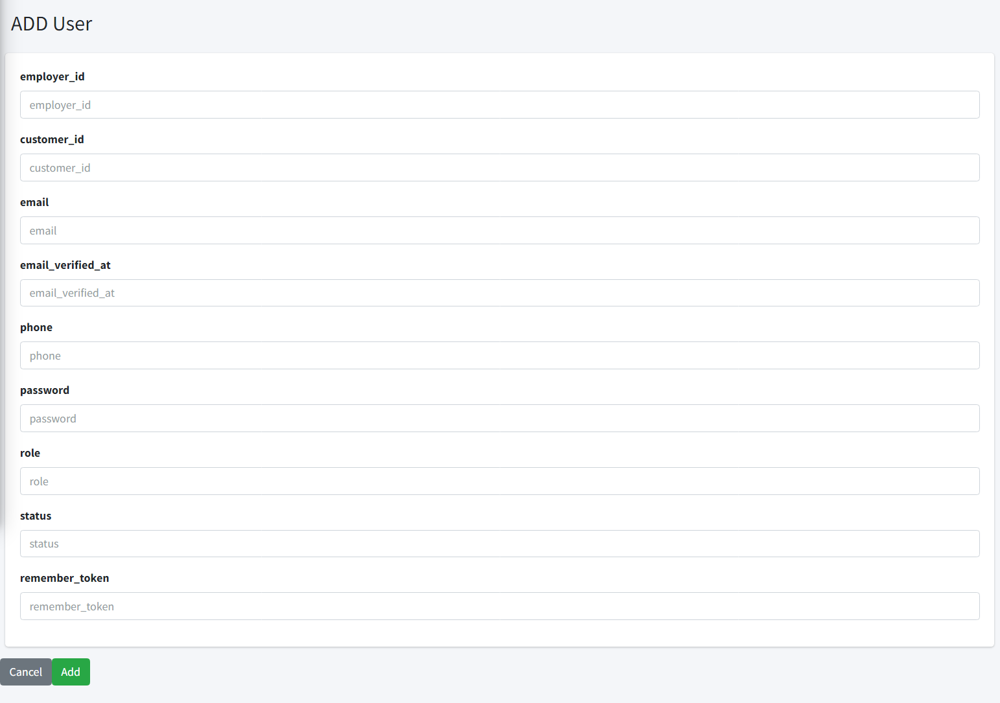 ADD User
employer_id
employer_id
customer_id
customer_id
email
email
email_verified_at
email_verified_at
phone
phone
password
password
role
role
status
status
remember_token
remember_token
Cancel Add